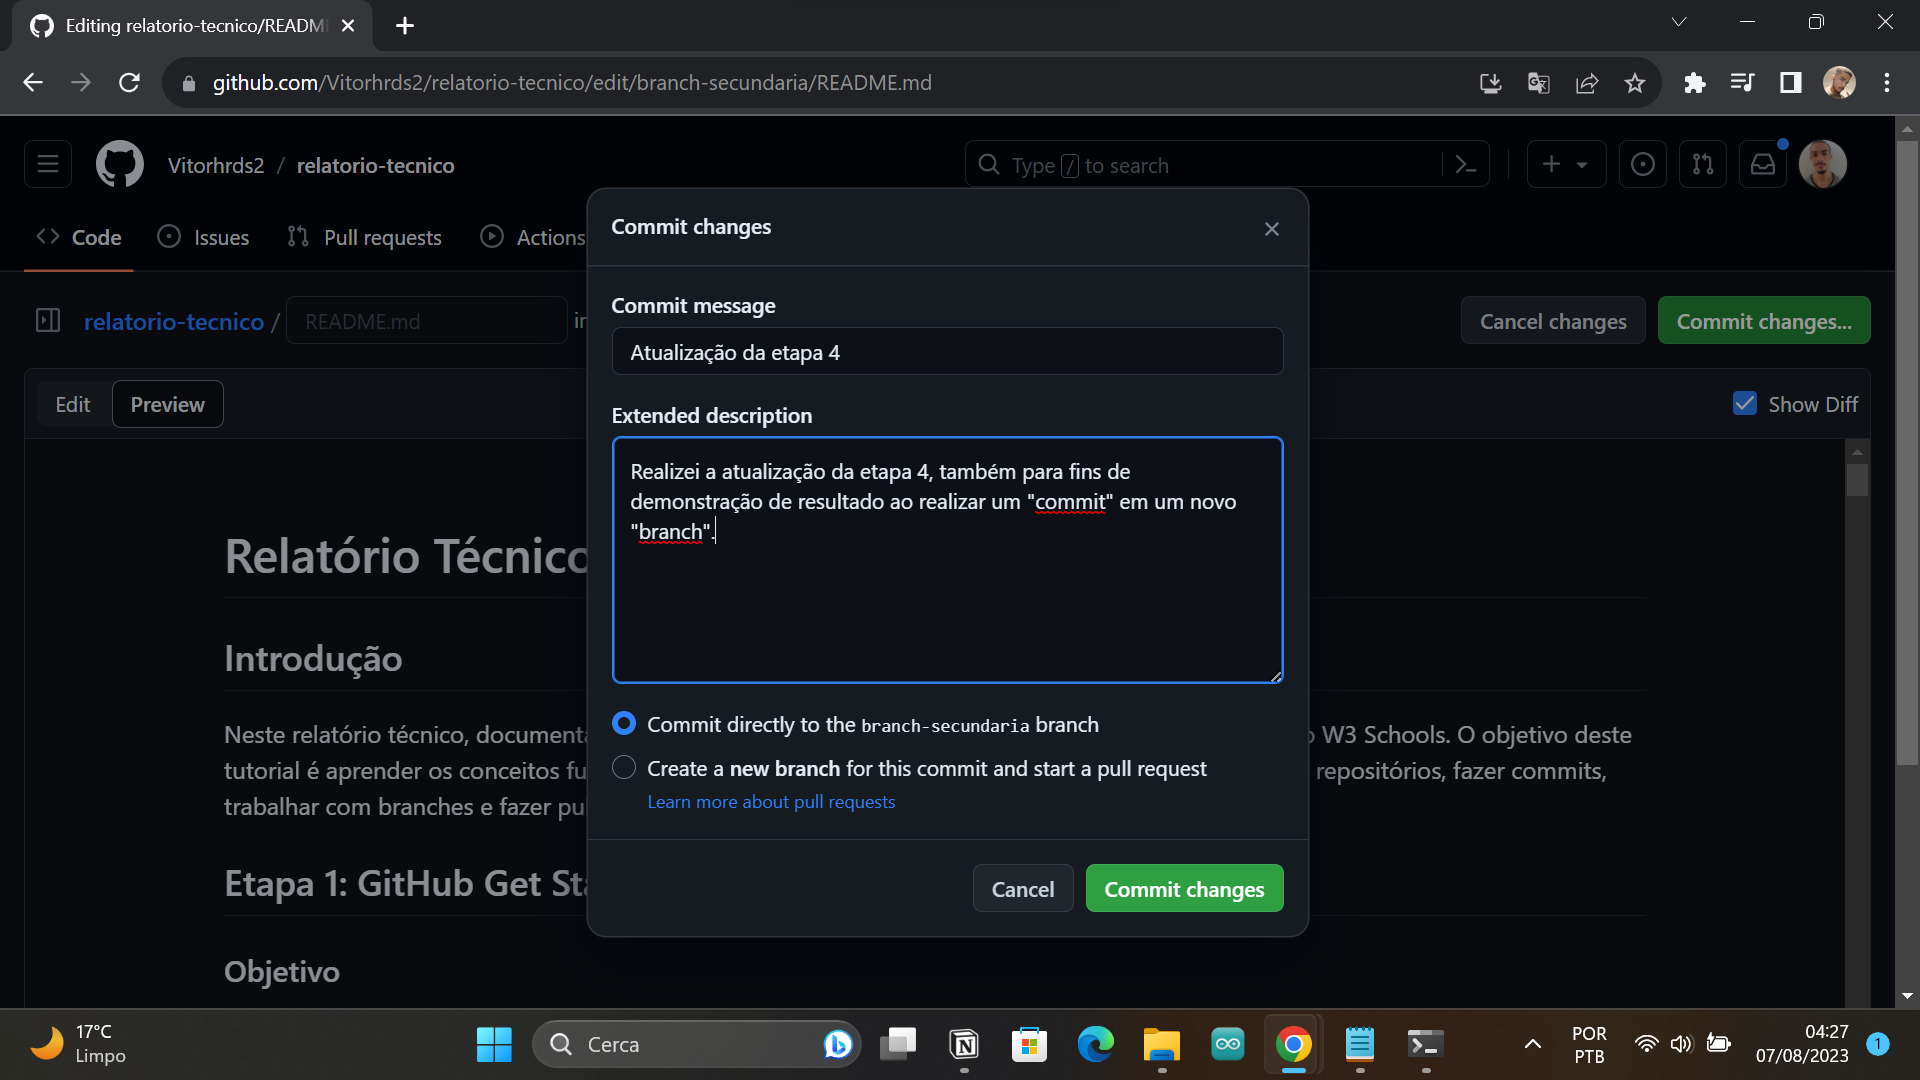 Editing relatorio-tecnico/READM
github.com/Vitorhrds2/relatorio-tecnico/edit/branch-secundaria/README.md
Vitorhrds2 / relatorio-tecnico
Type / to search
Code
Issues
Pull requests
Actions
relatorio-tecnico /
README.md
in
Cancel changes
Commit changes...
Edit
Preview
Show Diff
Commit changes
Commit message
Atualização da etapa 4
Extended description
Realizei a atualização da etapa 4, também para fins de
demonstração de resultado ao realizar um "commit" em um novo
"branch".
Commit directly to the branch-secundaria branch
Create a new branch for this commit and start a pull request
Learn more about pull requests
Cancel
Commit changes
Relatório Técnico
Introdução
Neste relatório técnico, document
W3 Schools. O objetivo deste
tutorial é aprender os conceitos fu
repositórios, fazer commits,
trabalhar com branches e fazer pu
Etapa 1: GitHub Get Sta
Objetivo
17°C
Limpo
Cerca
POR
PTB
04:27
07/08/2023
1